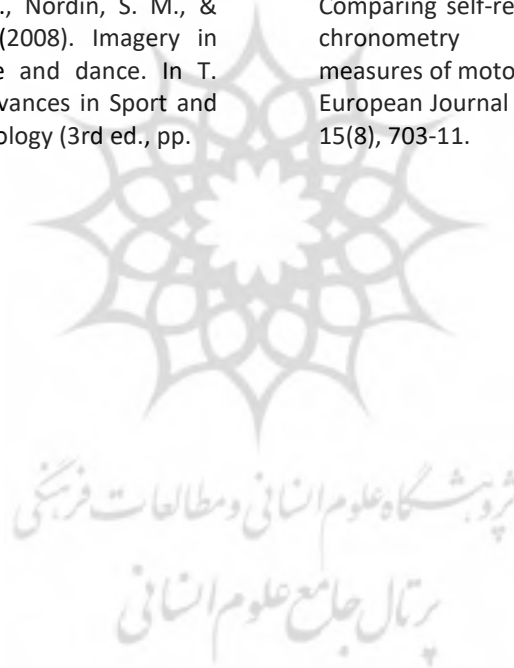 ., Nordin, S. M., &
(2008). Imagery in
e and dance. In T.
vances in Sport and
ology (3rd ed., pp.
Comparing self-re
chronometry
measures of moto
European Journal
15(8), 703-11.
پژوهشگاه علوم انسانی و مطالعات فرهنگی
پرتال جامع علوم انسانی